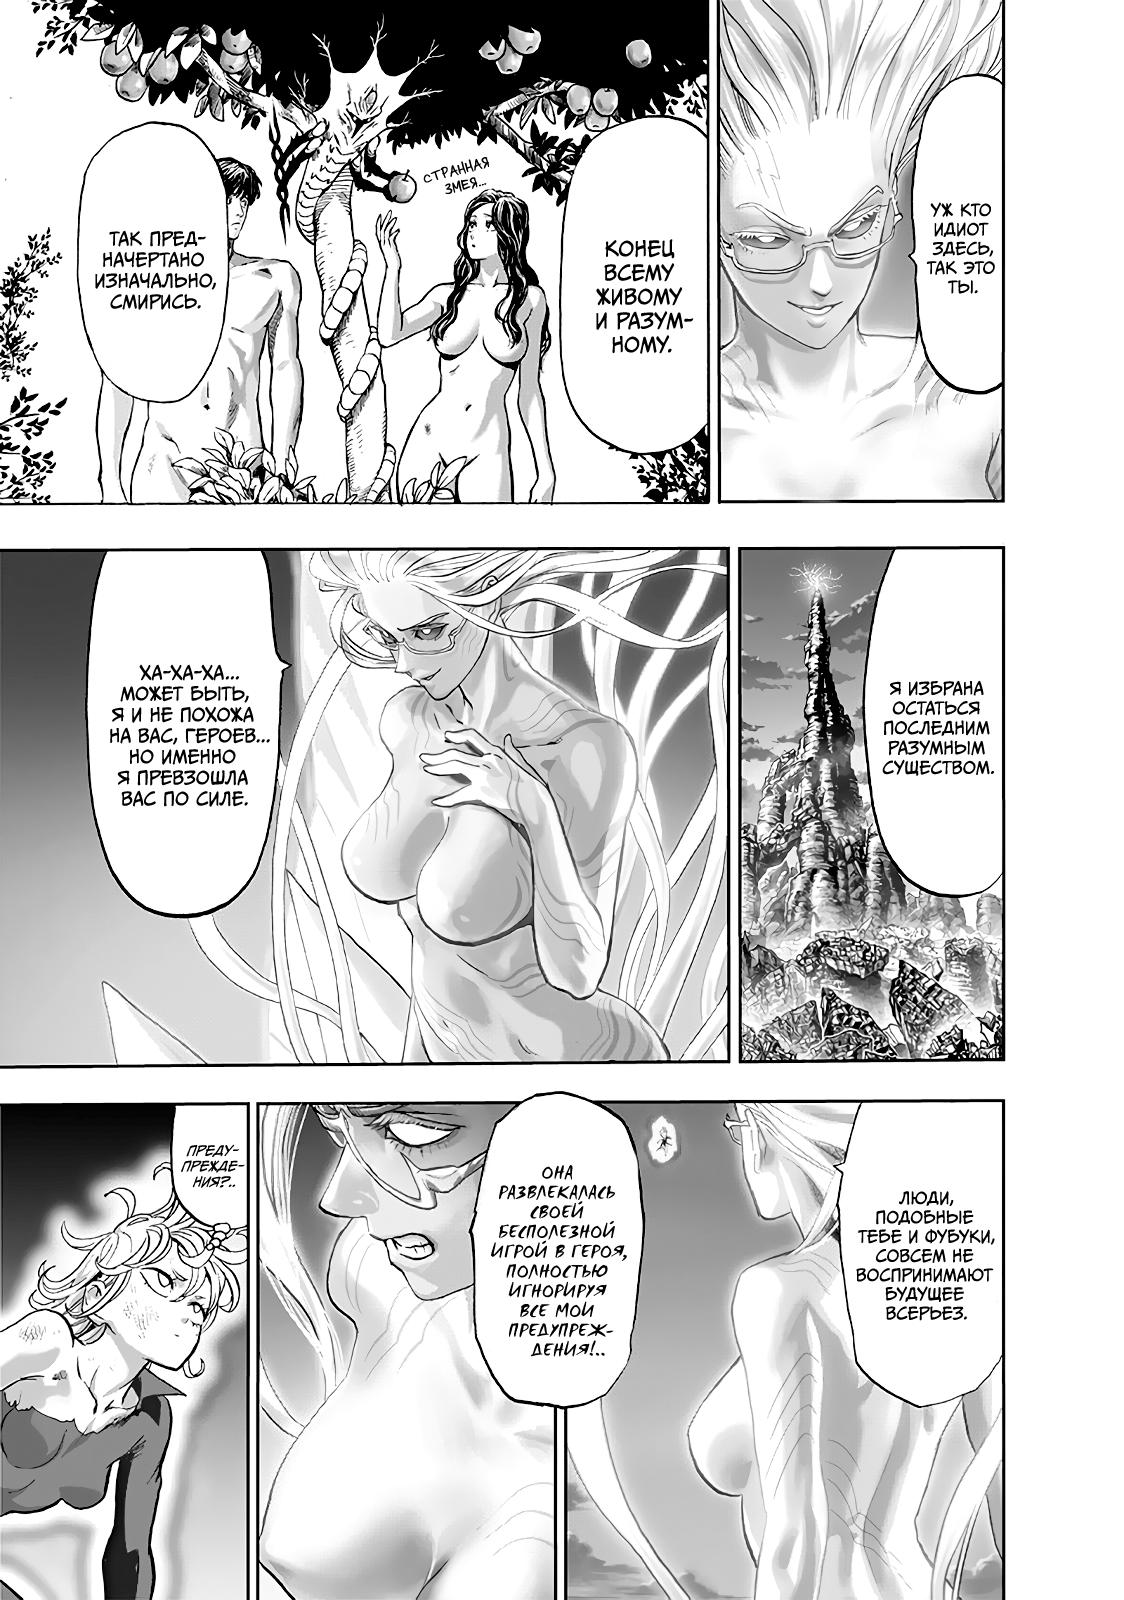 УЖ КТО
ИДИОТ
ЗДЕСЬ,
ТАК ЭТО
ТЫ.
КОНЕЦ
ВСЕМУ
ЖИВОМУ
И РАЗУМ-
НОМУ.
СТРАННАЯ
ЗМЕЯ...
ТАК ПРЕД-
НАЧЕРТАНО
ИЗНАЧАЛЬНО,
СМИРИСЬ.
Я ИЗБРАНА
ОСТАТЬСЯ
ПОСЛЕДНИМ
РАЗУМНЫМ
СУЩЕСТВОМ.
ХА-ХА-ХА...
МОЖЕТ БЫТЬ,
Я И НЕ ПОХОЖА
НА ВАС, ГЕРОЕВ...
НО ИМЕННО
Я ПРЕВЗОШЛА
ВАС ПО СИЛЕ.
ЛЮДИ,
ПОДОБНЫЕ
ТЕБЕ И ФУБУКИ,
СОВСЕМ НЕ
ВОСПРИНИМАЮТ
БУДУЩЕЕ
ВСЕРЬЕЗ.
ОНА
РАЗВЛЕКАЛАСЬ
СВОЕЙ
БЕСПОЛЕЗНОЙ
ИГРОЙ В ГЕРОЯ,
ПОЛНОСТЬЮ
ИГНОРИРУЯ
ВСЕ МОИ
ПРЕДУПРЕЖ-
ДЕНИЯ!..
ПРЕДУ-
ПРЕЖДЕ-
НИЯ?..